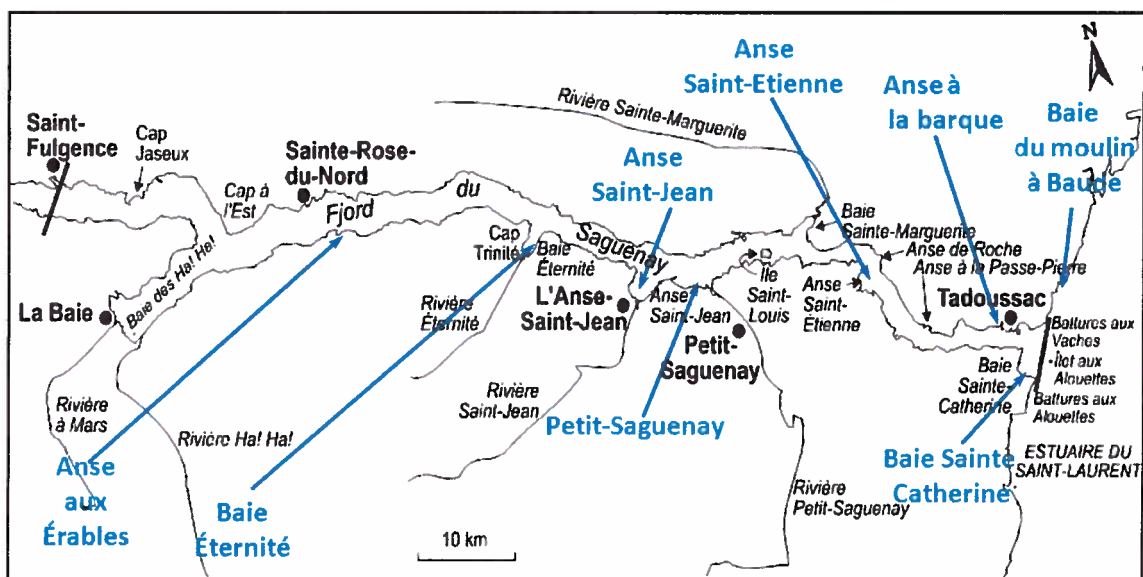 N
Anse
Saint-Etienne
Anse à
la barque
Baie
du moulin
à Baude
Rivière Sainte-Marguerite
Saint-
Fulgence
Cap
Jaseux
Sainte-Rose-
du-Nord
Anse
Saint-Jean
Cap à
l'Est
Fjord
du
Saguenay
Baie
Sainte-Marguerite
Anse de Roche
Anse à la Passe-Pierre
Cap
Trinité
Baie
Éternité
Baie des Ha! Ha!
La Baie
Rivière
Éternité
L'Anse-
Saint-Jean
Anse
Saint-Jean
Île
Saint-
Louis
Anse
Saint-
Étienne
Tadoussac
Petit-
Saguenay
Battures aux
Vaches
Îlot aux
Alouettes
Battures aux
Alouettes
Baie
Sainte-
Catherine
Rivière
Saint-Jean
Rivière
à Mars
Rivière Ha! Ha!
Petit-Saguenay
ESTUAIRE DU
SAINT-LAURENT
Anse
aux
Érables
Baie
Éternité
Baie Sainte
Catherine
Rivière
Petit-Saguenay
10 km